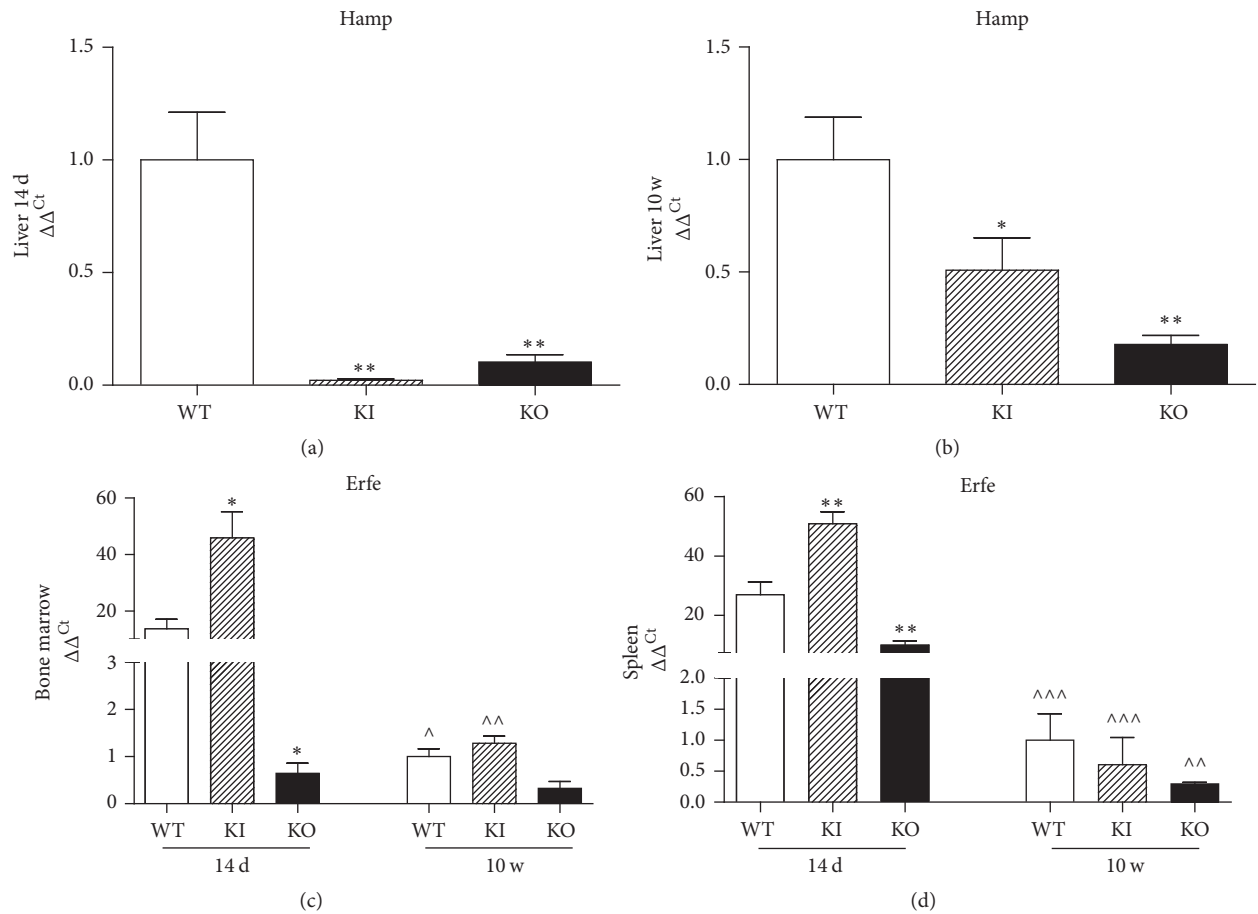 Hamp
1.5
1.0
0.5
0.0
Liver 14 d
ΔΔCt
**
**
WT KI KO
(a)
Hamp
1.5
1.0
0.5
0.0
Liver 10 w
ΔΔCt
*
**
WT KI KO
(b)
Erfe
60
40
20
3
2
1
0
Bone marrow
ΔΔCt
*
*
^
^^
WT KI KO WT KI KO
14 d 10 w
(c)
Erfe
60
40
20
2.0
1.5
1.0
0.5
0.0
Spleen
ΔΔCt
**
**
^^^
^^^
^^
WT KI KO WT KI KO
14 d 10 w
(d)